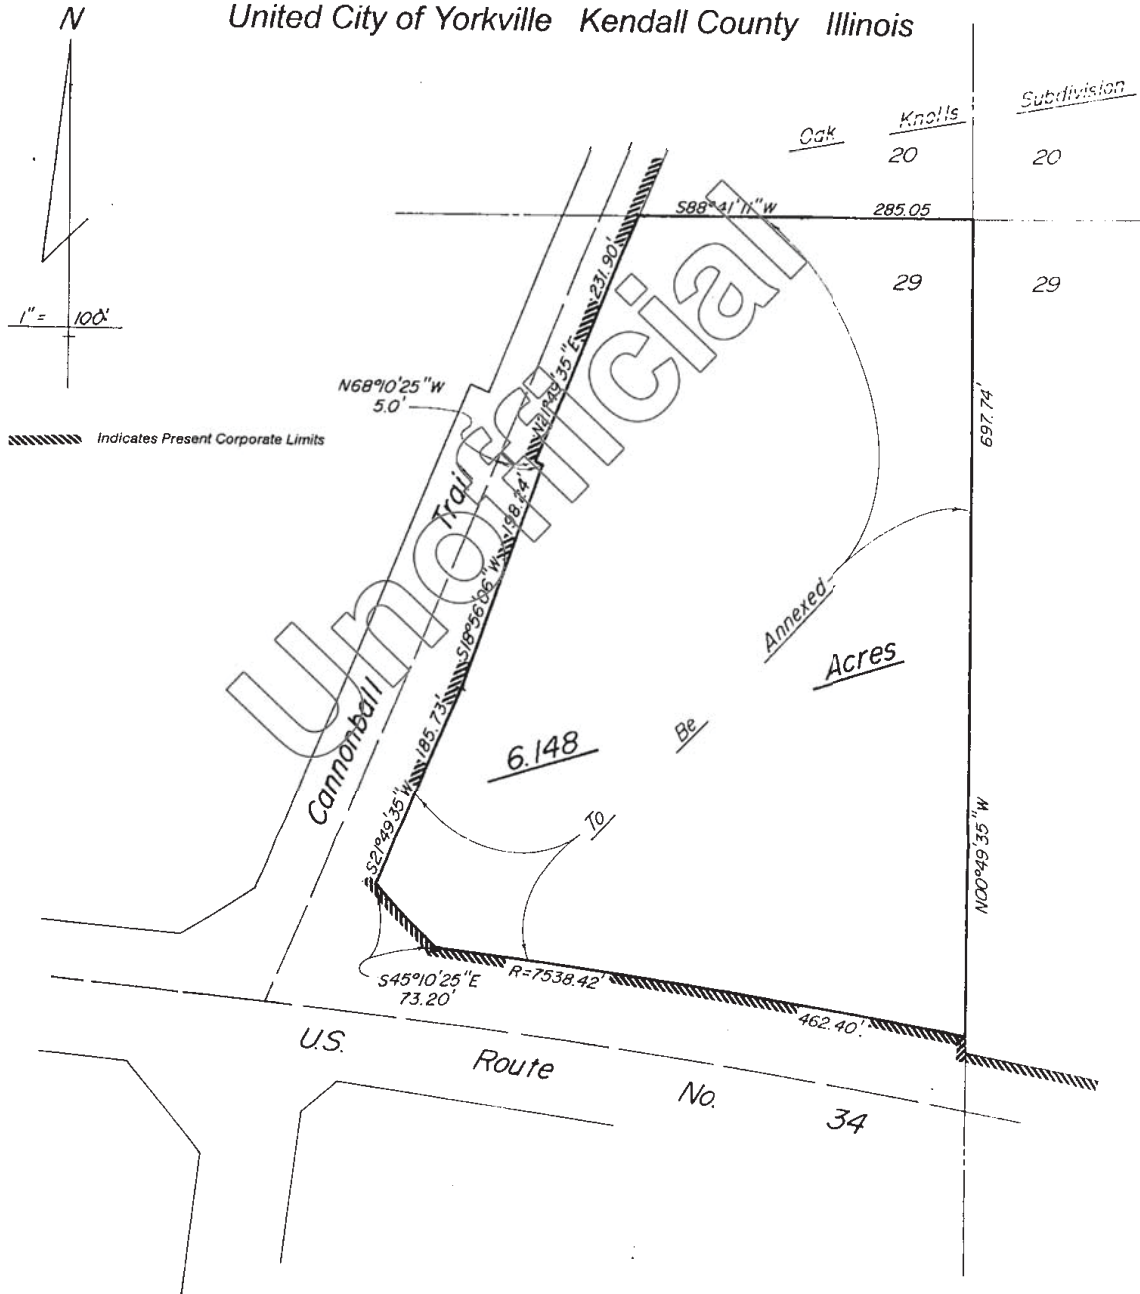 N
United City of Yorkville Kendall County Illinois
Oak Knolls Subdivision
20 20
S88°41'11"W 285.05
29 29
1" = 100'
N68°10'25"W
5.0'
Indicates Present Corporate Limits
N21°49'35"E 231.90'
697.74'
S18°56'06"W 198.24'
Cannonball Trail
Unofficial
S21°49'35"W 185.73'
6.148 Acres
To Be Annexed
N00°49'35"W
S45°10'25"E
73.20'
R=7538.42'
462.40'
U.S. Route No. 34